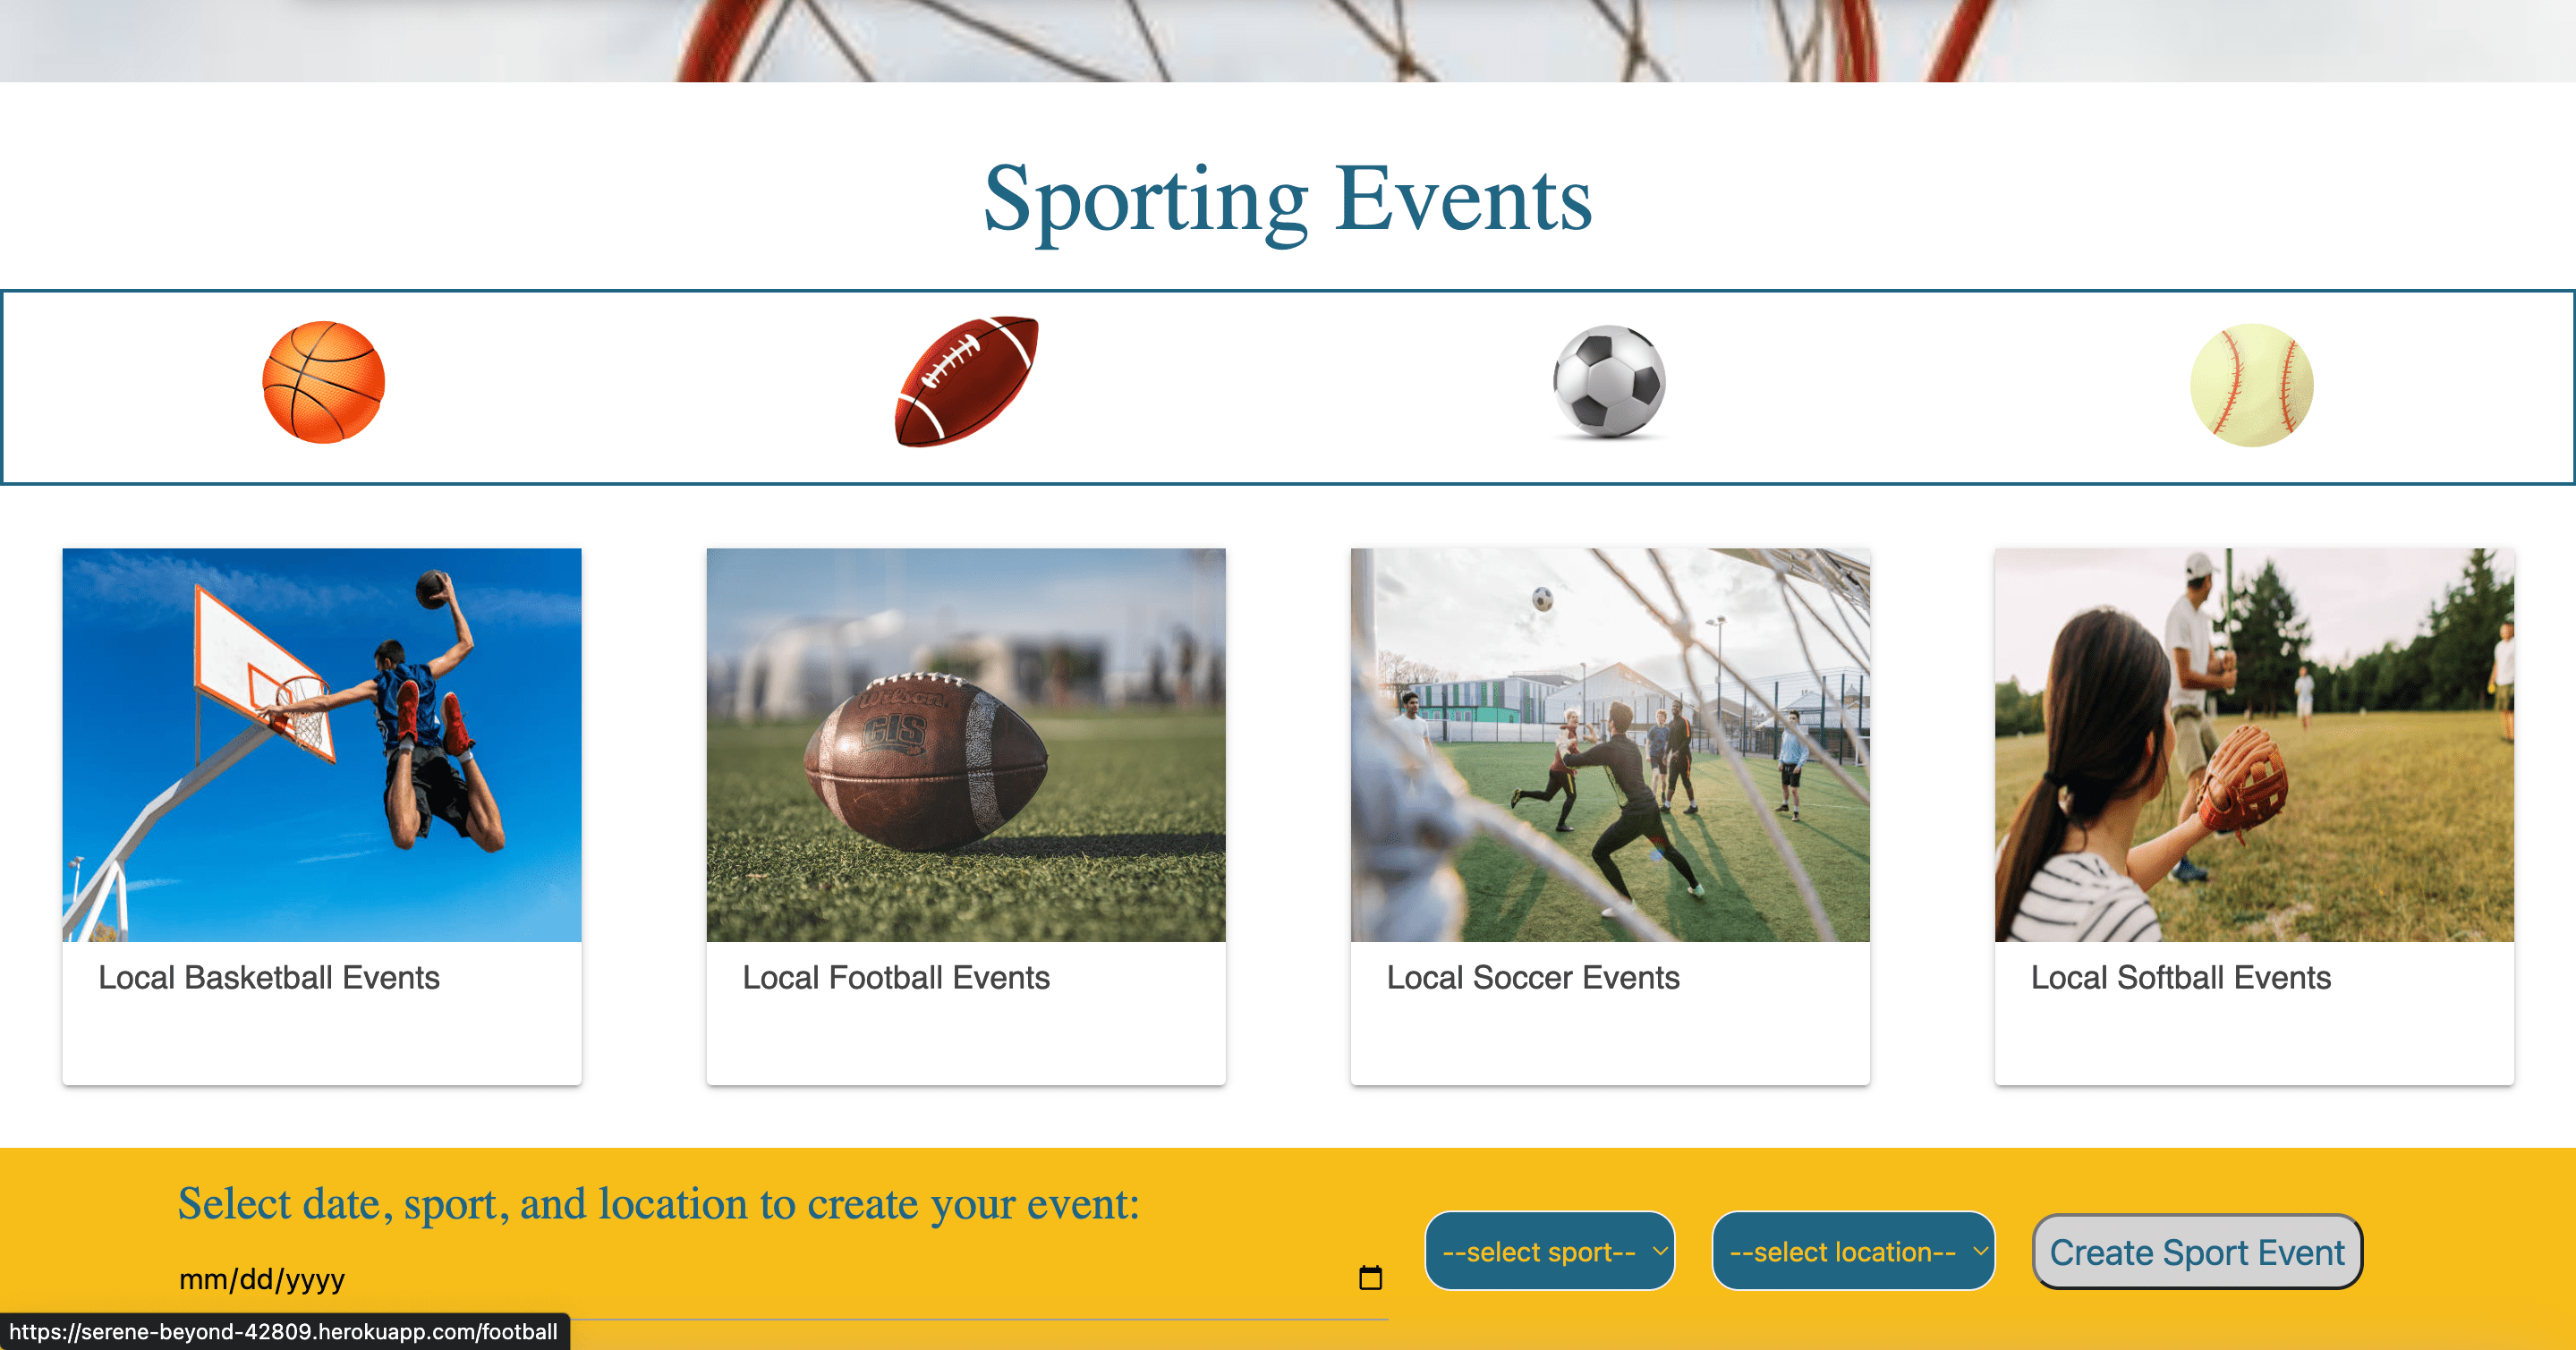 Sporting Events
Wilson
CIS
Local Basketball Events
Local Football Events
Local Soccer Events
Local Softball Events
Select date, sport, and location to create your event:
mm/dd/yyyy
--select sport--
--select location--
Create Sport Event
https://serene-beyond-42809.herokuapp.com/football